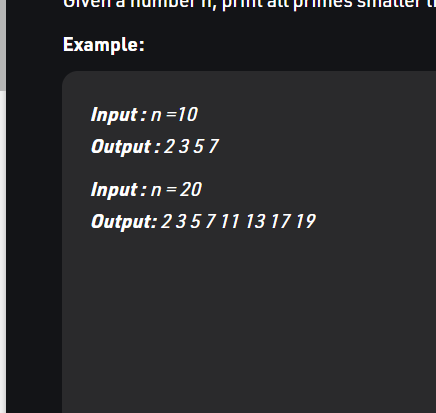 Given a number n, print all primes smaller
Example:
Input : n =10
Output : 2 3 5 7
Input : n = 20
Output: 2 3 5 7 11 13 17 19